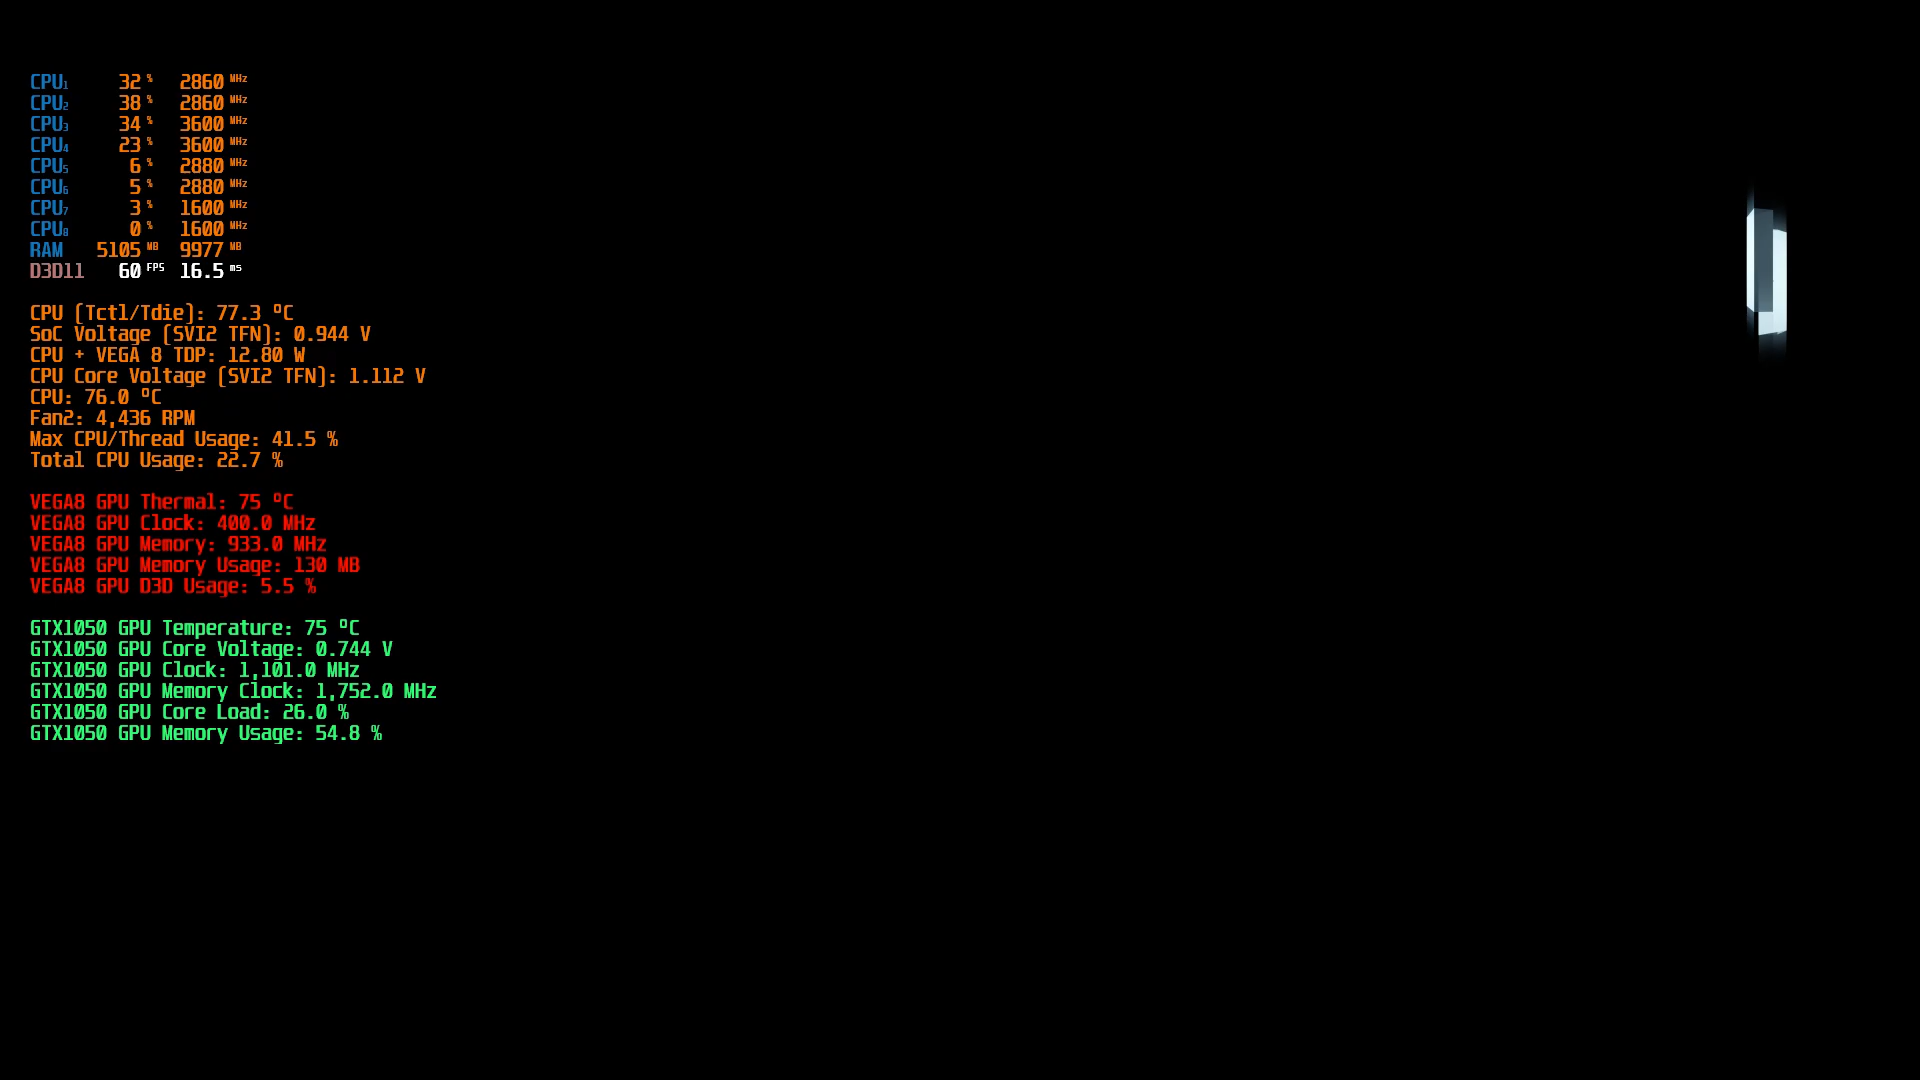 CPU1 32 % 2860 MHz
CPU2 38 % 2860 MHz
CPU3 34 % 3600 MHz
CPU4 23 % 3600 MHz
CPU5 6 % 2880 MHz
CPU6 5 % 2880 MHz
CPU7 3 % 1600 MHz
CPU8 0 % 1600 MHz
RAM 5105 MB 9977 MB
D3D11 60 FPS 16.5 ms
CPU (Tctl/Tdie): 77.3 ºC
SoC Voltage (SVI2 TFN): 0.944 V
CPU + VEGA 8 TDP: 12.80 W
CPU Core Voltage (SVI2 TFN): 1.112 V
CPU: 76.0 ºC
Fan2: 4,436 RPM
Max CPU/Thread Usage: 41.5 %
Total CPU Usage: 22.7 %
VEGA8 GPU Thermal: 75 ºC
VEGA8 GPU Clock: 400.0 MHz
VEGA8 GPU Memory: 933.0 MHz
VEGA8 GPU Memory Usage: 130 MB
VEGA8 GPU D3D Usage: 5.5 %
GTX1050 GPU Temperature: 75 ºC
GTX1050 GPU Core Voltage: 0.744 V
GTX1050 GPU Clock: 1,101.0 MHz
GTX1050 GPU Memory Clock: 1,752.0 MHz
GTX1050 GPU Core Load: 26.0 %
GTX1050 GPU Memory Usage: 54.8 %